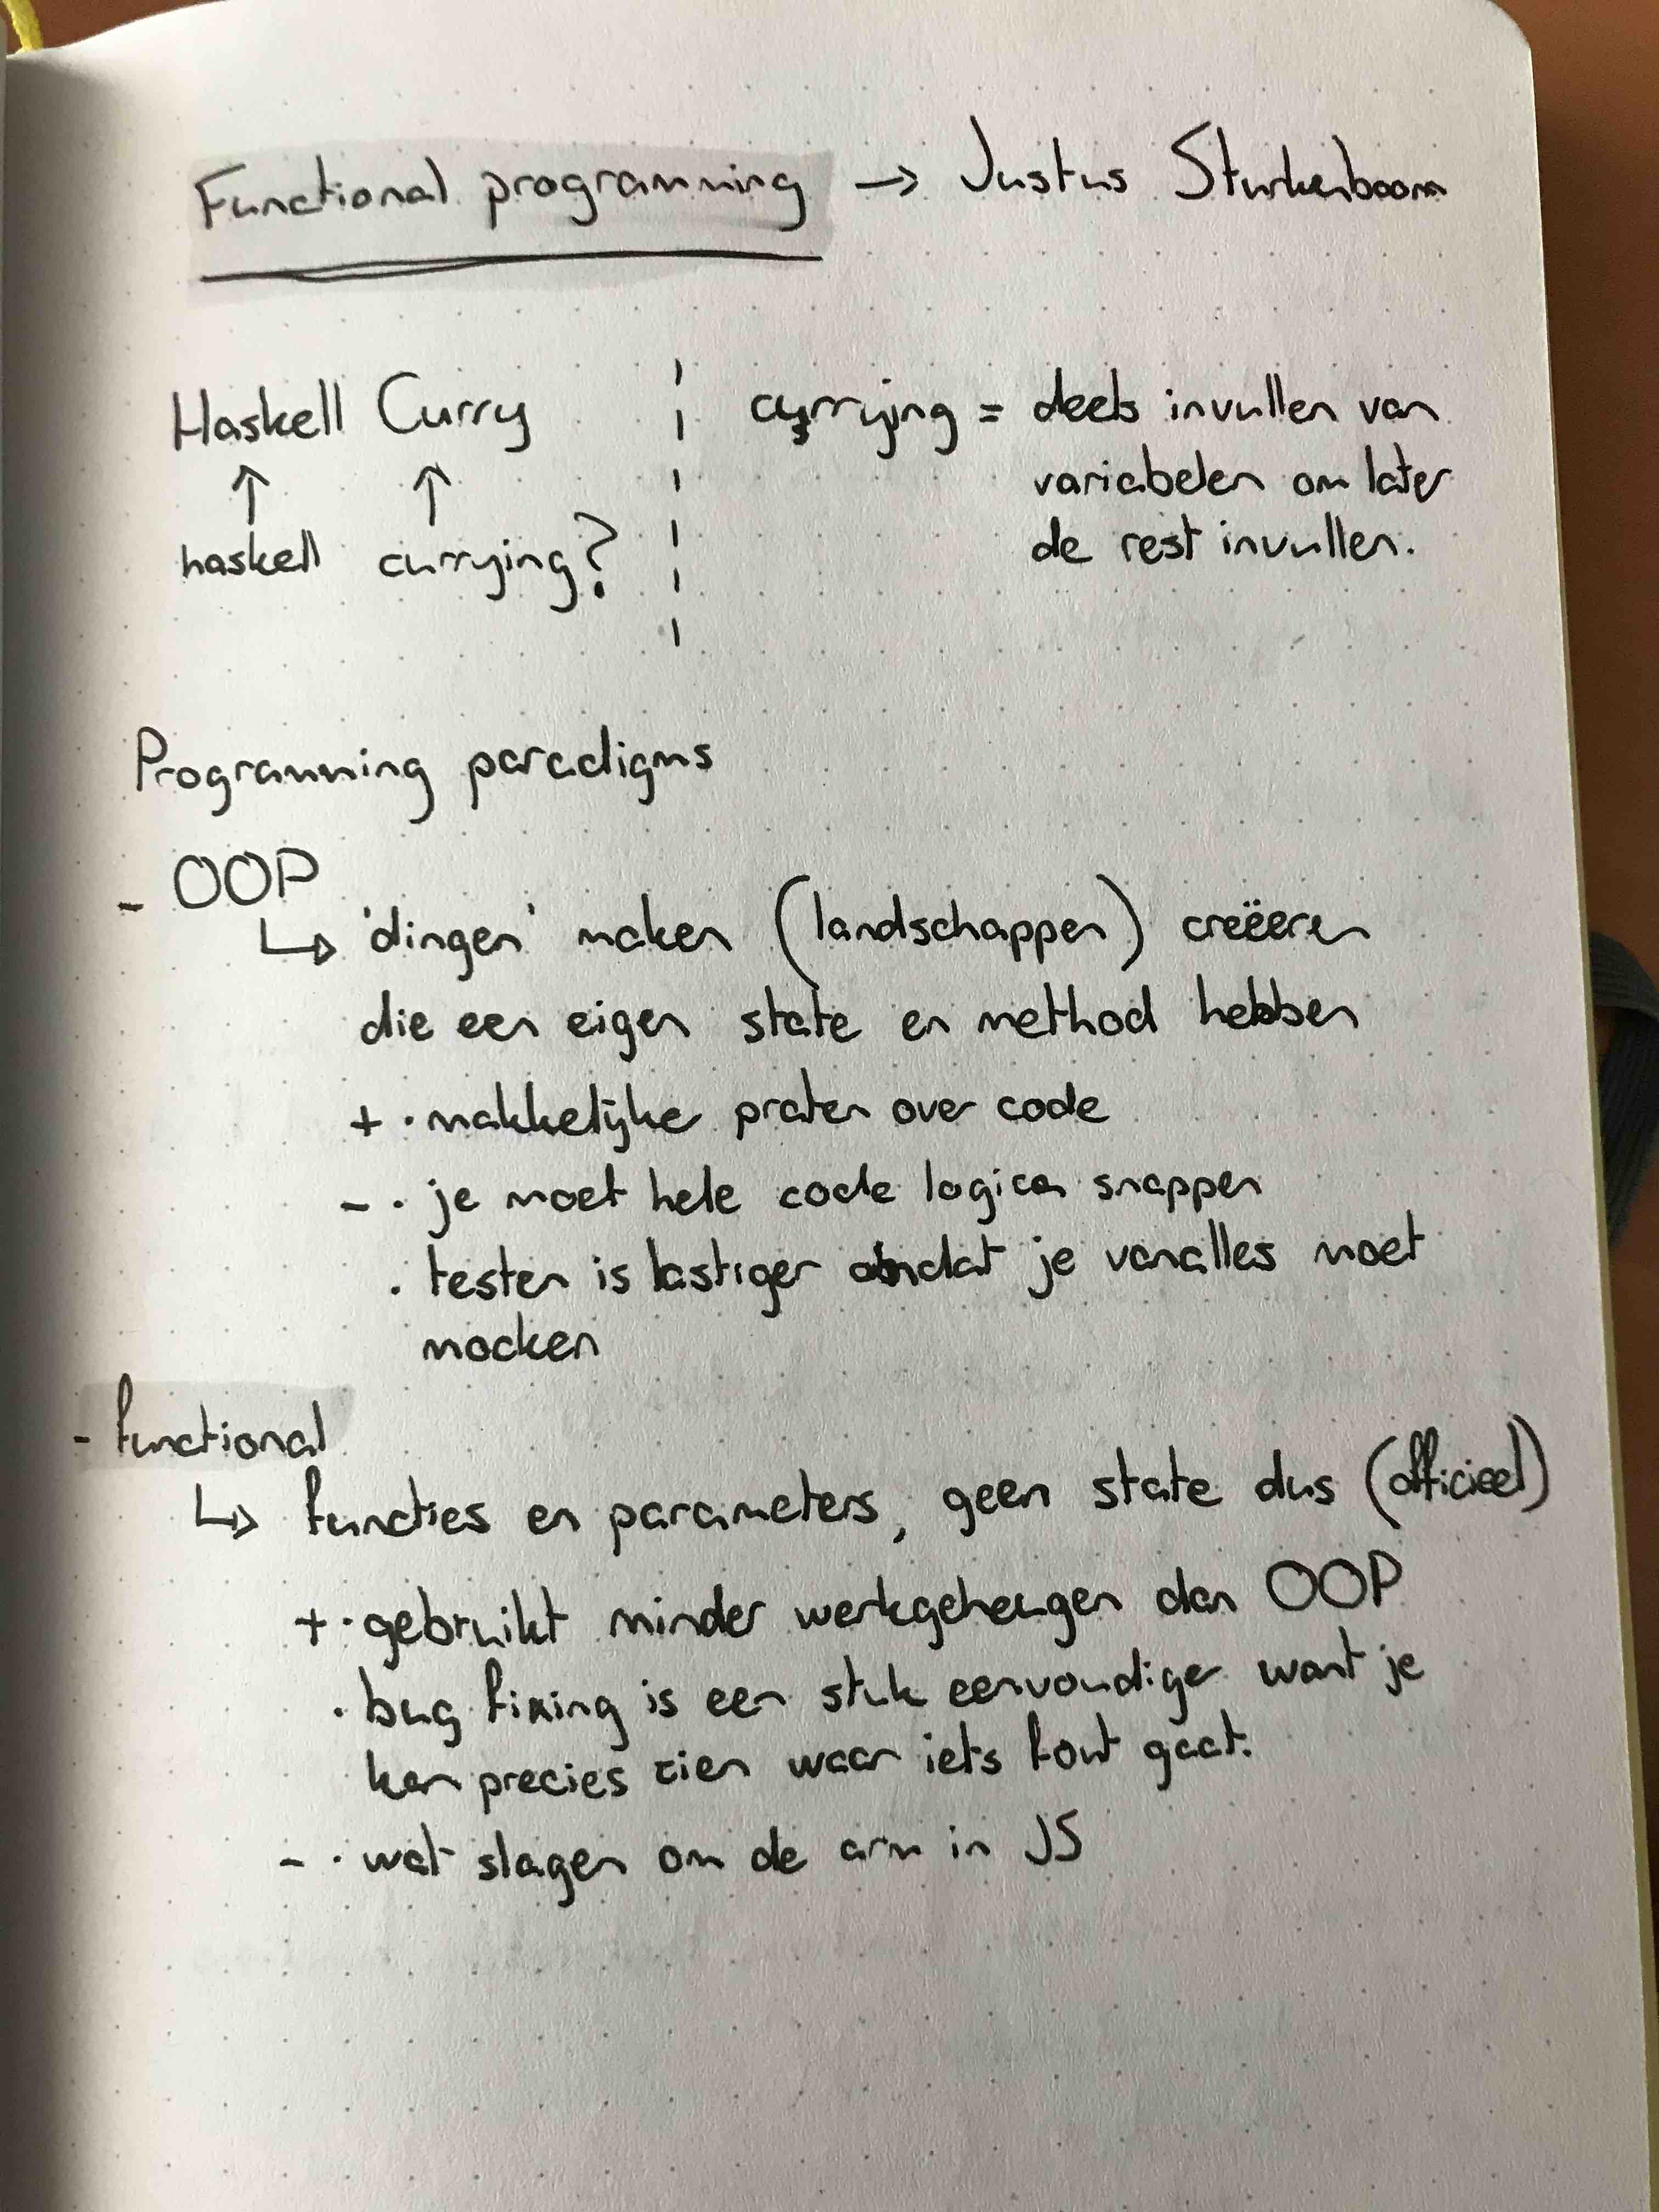 Functional programming → Justus Sturkenboom
Haskell Curry
↑ ↑
haskell currying?
currying = deels invullen van
variabelen om later
de rest invullen.
Programming paradigms
- OOP
↳ 'dingen' maken (landschappen) creëeren
die een eigen state en method hebben
+ · makkelijke praten over code
- · je moet hele code logica snappen
· testen is lastiger omdat je vanalles moet
mocken
- functional
↳ functies en parameters, geen state dus (officieel)
+ · gebruikt minder werkgeheugen dan OOP
· bug fixing is een stuk eenvoudiger want je
kan precies zien waar iets fout gaat.
- · wat slagen om de arm in JS